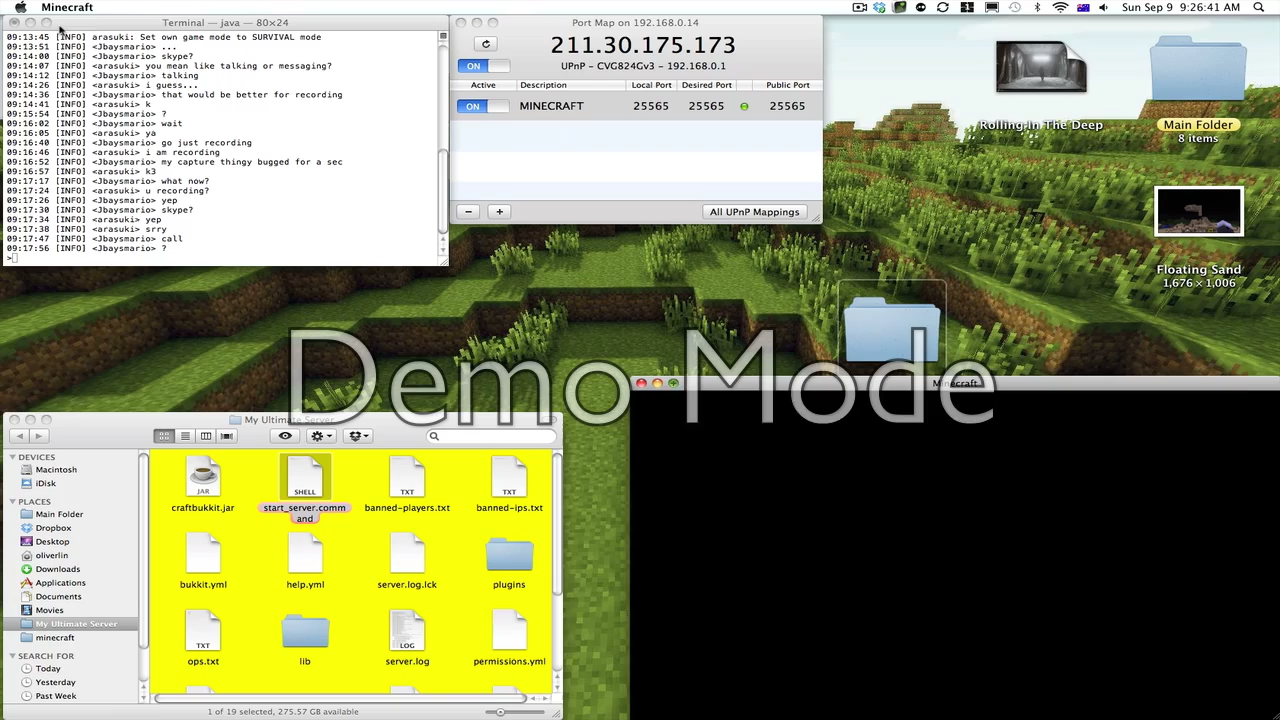 Minecraft
Sun Sep 9 9:26:41 AM
Terminal — java — 80×24
09:13:45 [INFO] arasuki: Set own game mode to SURVIVAL mode
09:13:51 [INFO] <Jbaysmario> ...
09:14:00 [INFO] <Jbaysmario> skype?
09:14:07 [INFO] <arasuki> you mean like talking or messaging?
09:14:12 [INFO] <Jbaysmario> talking
09:14:26 [INFO] <arasuki> i guess...
09:14:36 [INFO] <Jbaysmario> that would be better for recording
09:14:41 [INFO] <arasuki> k
09:15:54 [INFO] <Jbaysmario> ?
09:16:02 [INFO] <Jbaysmario> wait
09:16:05 [INFO] <arasuki> ya
09:16:40 [INFO] <Jbaysmario> go just recording
09:16:46 [INFO] <arasuki> i am recording
09:16:52 [INFO] <Jbaysmario> my capture thingy bugged for a sec
09:16:57 [INFO] <arasuki> k3
09:17:17 [INFO] <Jbaysmario> what now?
09:17:24 [INFO] <arasuki> u recording?
09:17:26 [INFO] <Jbaysmario> yep
09:17:30 [INFO] <Jbaysmario> skype?
09:17:34 [INFO] <arasuki> yep
09:17:38 [INFO] <arasuki> srry
09:17:47 [INFO] <Jbaysmario> call
09:17:56 [INFO] <Jbaysmario> ?
>
Port Map on 192.168.0.14
211.30.175.173
ON
UPnP - CVG824Gv3 - 192.168.0.1
Active Description Local Port Desired Port Public Port
ON MINECRAFT 25565 25565 25565
− + All UPnP Mappings
Rolling In The Deep
Main Folder
8 items
Floating Sand
1,676 × 1,006
Demo Mode
Minecraft
My Ultimate Server
DEVICES
Macintosh
iDisk
PLACES
Main Folder
Dropbox
Desktop
oliverlin
Downloads
Applications
Documents
Movies
My Ultimate Server
minecraft
SEARCH FOR
Today
Yesterday
Past Week
JAR SHELL TXT TXT
craftbukkit.jar start_server.comm
and banned-players.txt banned-ips.txt
bukkit.yml help.yml server.log.lck plugins
TXT LOG
ops.txt lib server.log permissions.yml
1 of 19 selected, 275.57 GB available